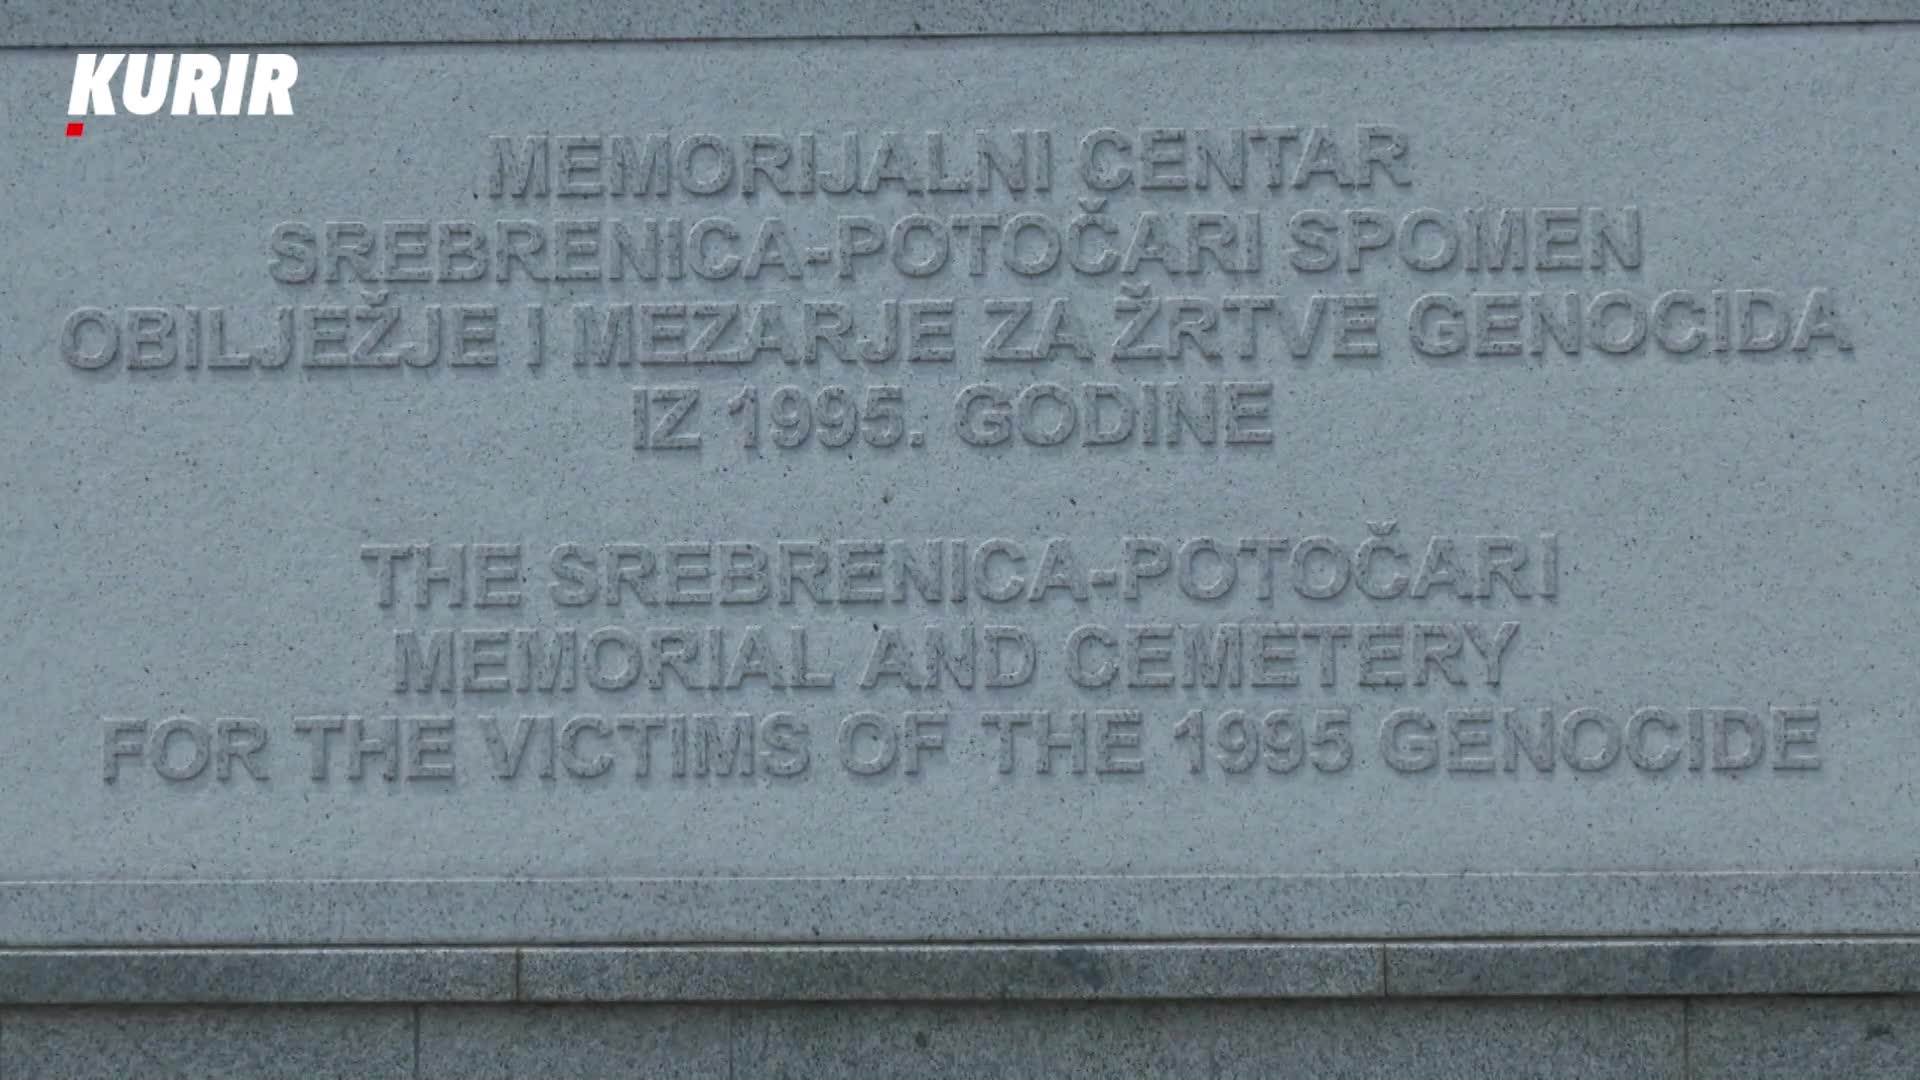 KURIR
MEMORIJALNI CENTAR
SREBRENICA-POTOČARI SPOMEN
OBILJEŽJE I MEZARJE ZA ŽRTVE GENOCIDA
IZ 1995. GODINE
THE SREBRENICA-POTOČARI
MEMORIAL AND CEMETERY
FOR THE VICTIMS OF THE 1995 GENOCIDE